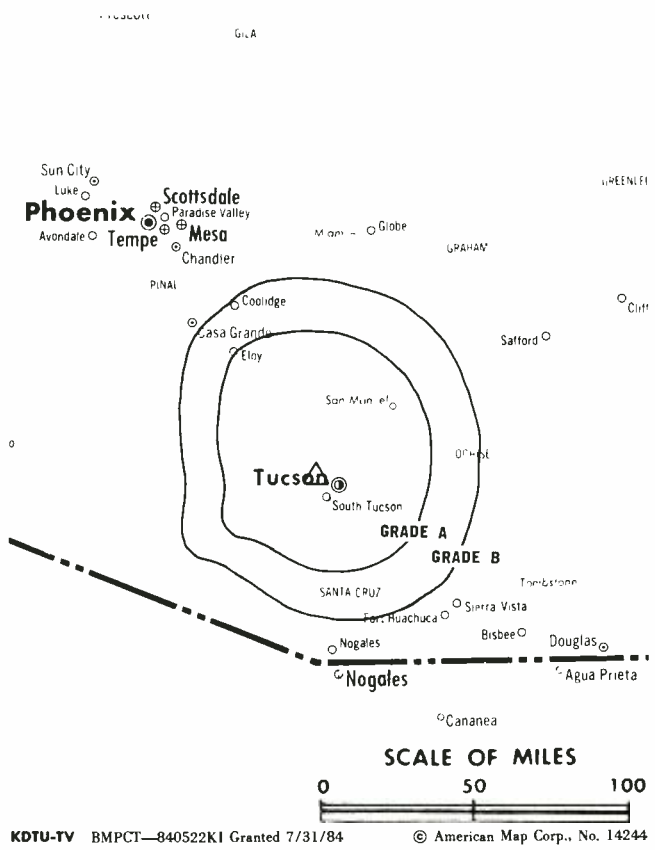 GILA
Sun City
Luke
Scottsdale
Phoenix
Paradise Valley
Avondale
Tempe
Mesa
Globe
Chandler
GRAHAM
PINAL
Coolidge
Casa Grande
Safford
Eloy
San Manuel
Tucson
South Tucson
GRADE A
GRADE B
SANTA CRUZ
Tombstone
Sierra Vista
Fort Huachuca
Bisbee
Douglas
Nogales
Nogales
Agua Prieta
Cananea
SCALE OF MILES
0 50 100
KDTU-TV BMPCT—840522KI Granted 7/31/84 © American Map Corp., No. 14244